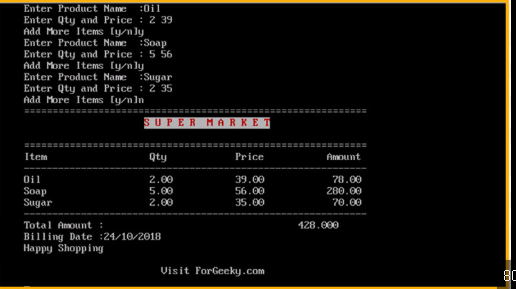 Enter Product Name :Oil
Enter Qty and Price : 2 39
Add More Items [y/n]y
Enter Product Name :Soap
Enter Qty and Price : 5 56
Add More Items [y/n]y
Enter Product Name :Sugar
Enter Qty and Price : 2 35
Add More Items [y/n]n
============================================================
S U P E R M A R K E T
============================================================
Item Qty Price Amount
------------------------------------------------------------
Oil 2.00 39.00 78.00
Soap 5.00 56.00 280.00
Sugar 2.00 35.00 70.00
------------------------------------------------------------
Total Amount : 428.000
Billing Date :24/10/2018
Happy Shopping
Visit ForGeeky.com